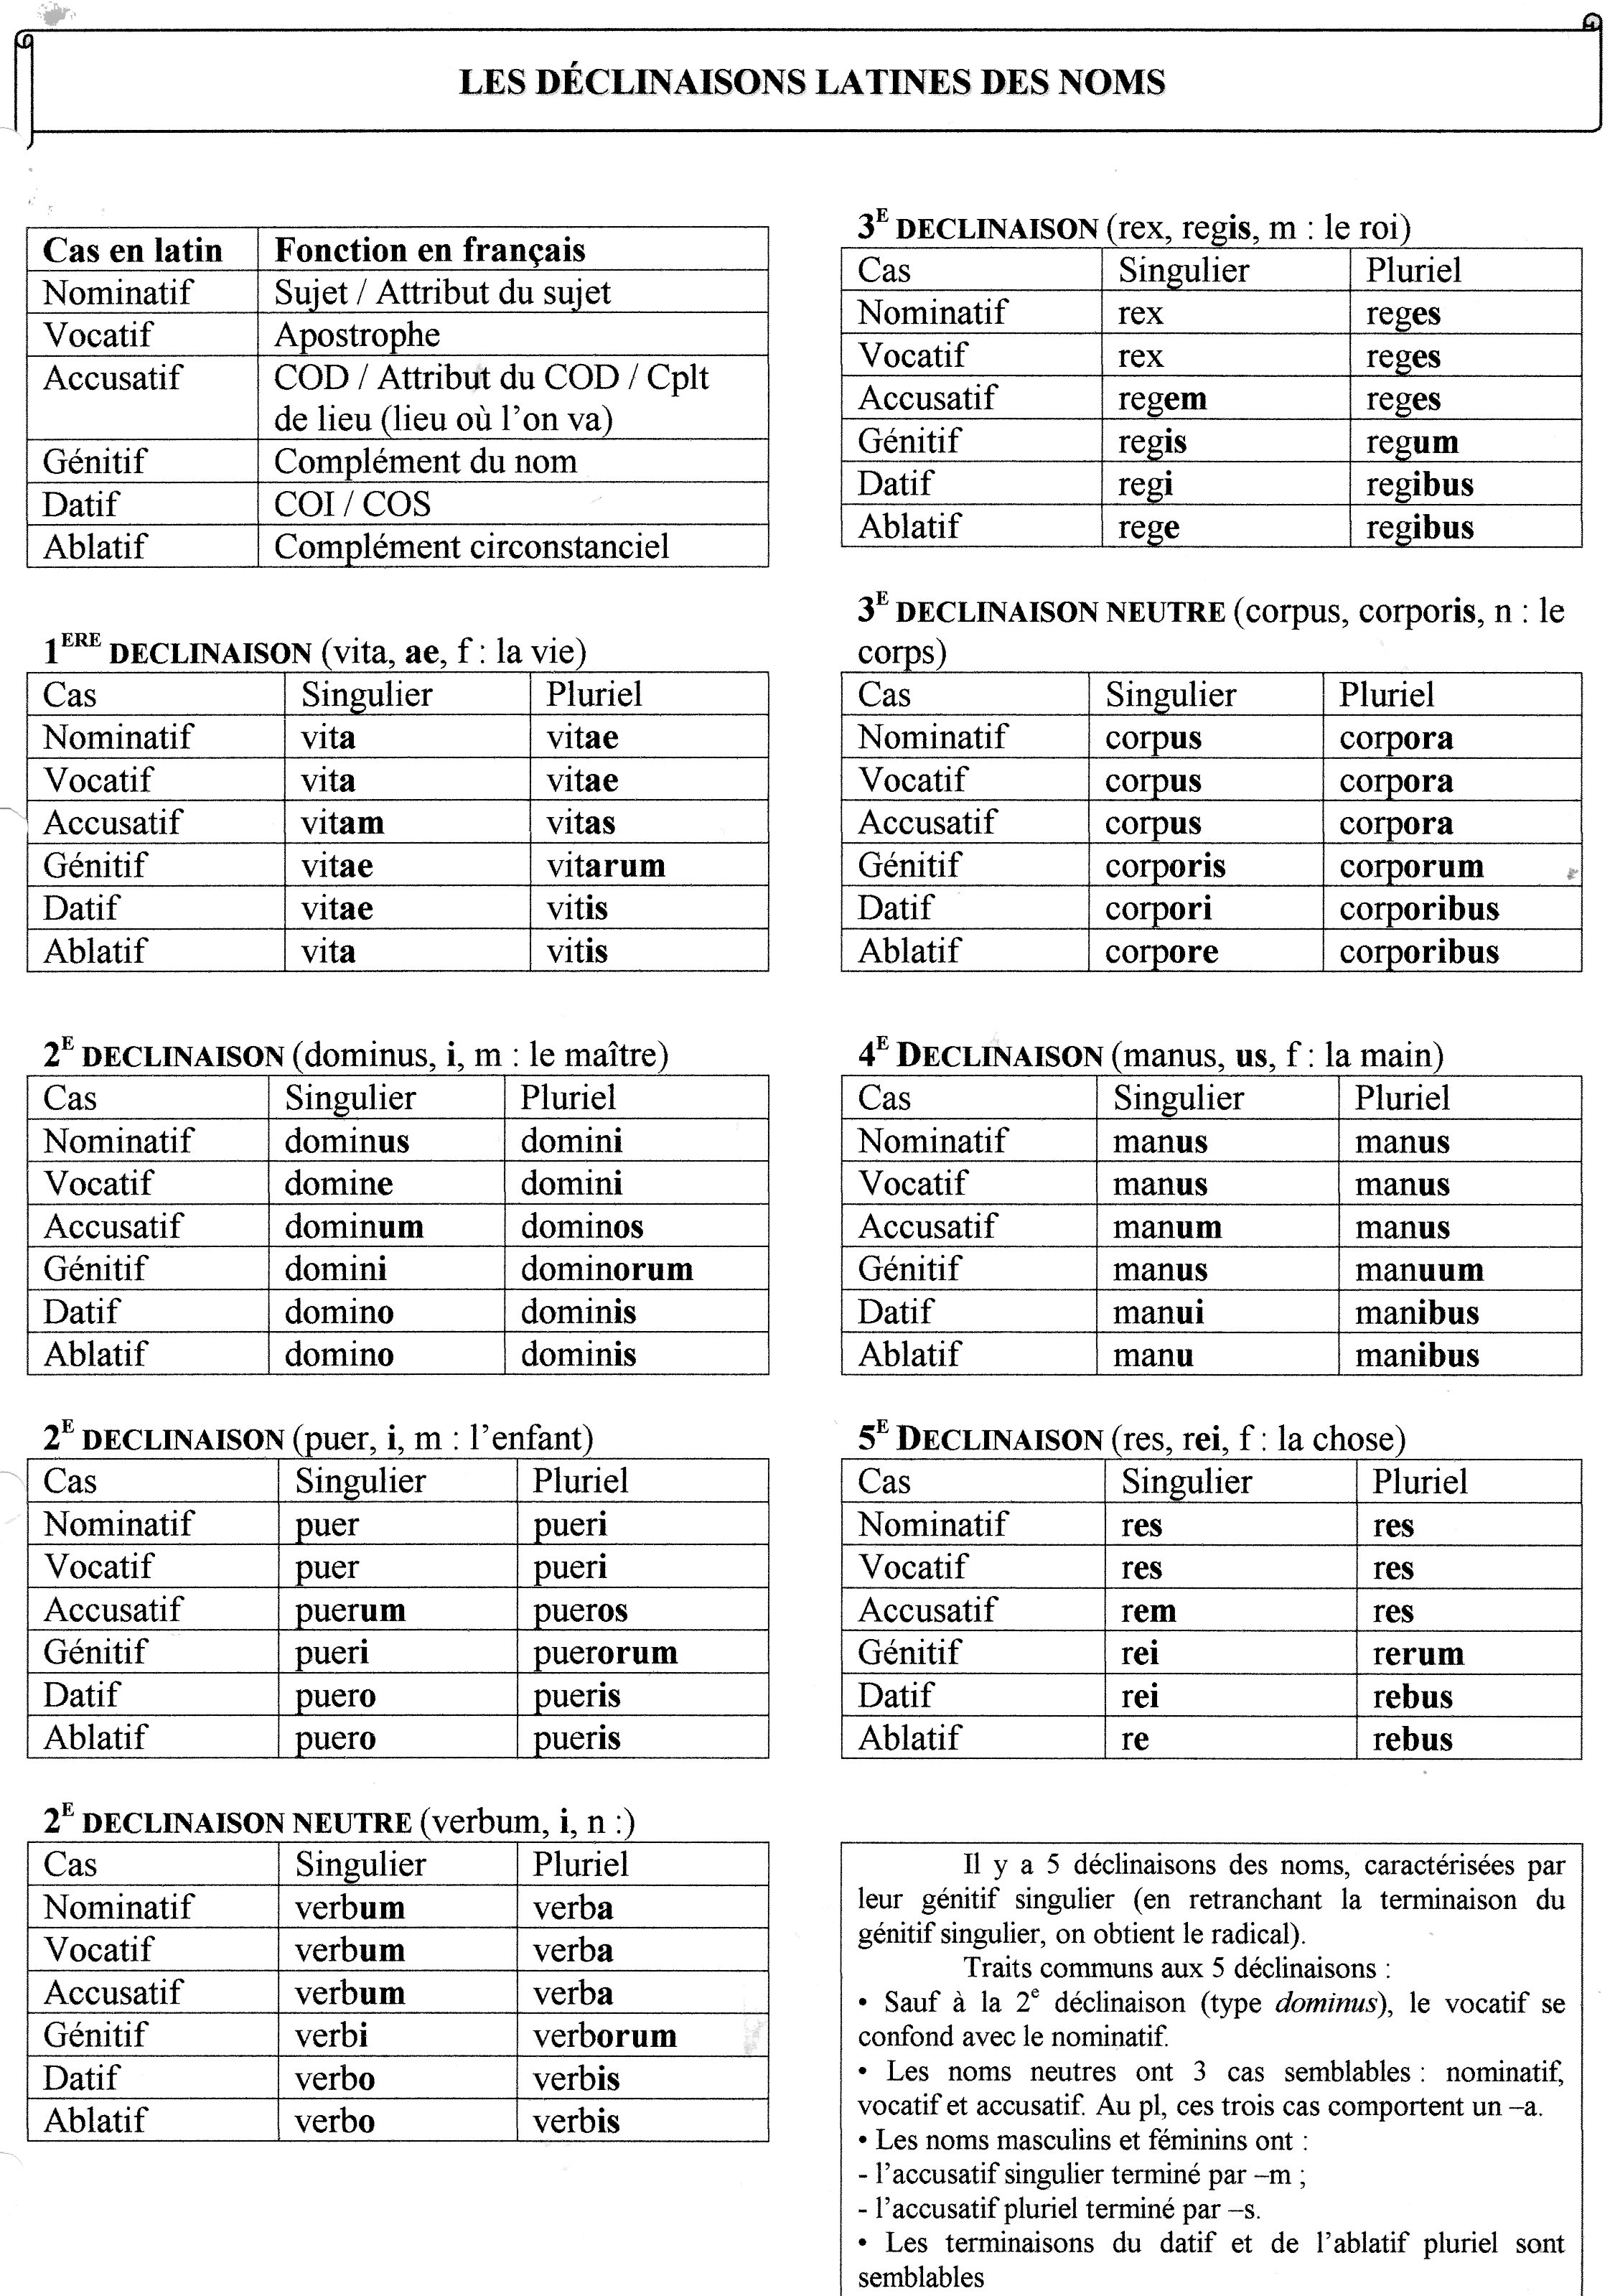 LES DÉCLINAISONS LATINES DES NOMS
Cas en latin Fonction en français
Nominatif Sujet / Attribut du sujet
Vocatif Apostrophe
Accusatif COD / Attribut du COD / Cplt
de lieu (lieu où l'on va)
Génitif Complément du nom
Datif COI / COS
Ablatif Complément circonstanciel
1ERE DECLINAISON (vita, ae, f : la vie)
Cas Singulier Pluriel
Nominatif vita vitae
Vocatif vita vitae
Accusatif vitam vitas
Génitif vitae vitarum
Datif vitae vitis
Ablatif vita vitis
2E DECLINAISON (dominus, i, m : le maître)
Cas Singulier Pluriel
Nominatif dominus domini
Vocatif domine domini
Accusatif dominum dominos
Génitif domini dominorum
Datif domino dominis
Ablatif domino dominis
2E DECLINAISON (puer, i, m : l'enfant)
Cas Singulier Pluriel
Nominatif puer pueri
Vocatif puer pueri
Accusatif puerum pueros
Génitif pueri puerorum
Datif puero pueris
Ablatif puero pueris
2E DECLINAISON NEUTRE (verbum, i, n :)
Cas Singulier Pluriel
Nominatif verbum verba
Vocatif verbum verba
Accusatif verbum verba
Génitif verbi verborum
Datif verbo verbis
Ablatif verbo verbis
3E DECLINAISON (rex, regis, m : le roi)
Cas Singulier Pluriel
Nominatif rex reges
Vocatif rex reges
Accusatif regem reges
Génitif regis regum
Datif regi regibus
Ablatif rege regibus
3E DECLINAISON NEUTRE (corpus, corporis, n : le
corps)
Cas Singulier Pluriel
Nominatif corpus corpora
Vocatif corpus corpora
Accusatif corpus corpora
Génitif corporis corporum
Datif corpori corporibus
Ablatif corpore corporibus
4E DECLINAISON (manus, us, f : la main)
Cas Singulier Pluriel
Nominatif manus manus
Vocatif manus manus
Accusatif manum manus
Génitif manus manuum
Datif manui manibus
Ablatif manu manibus
5E DECLINAISON (res, rei, f : la chose)
Cas Singulier Pluriel
Nominatif res res
Vocatif res res
Accusatif rem res
Génitif rei rerum
Datif rei rebus
Ablatif re rebus
Il y a 5 déclinaisons des noms, caractérisées par
leur génitif singulier (en retranchant la terminaison du
génitif singulier, on obtient le radical).
Traits communs aux 5 déclinaisons :
• Sauf à la 2e déclinaison (type dominus), le vocatif se
confond avec le nominatif.
• Les noms neutres ont 3 cas semblables : nominatif,
vocatif et accusatif. Au pl, ces trois cas comportent un –a.
• Les noms masculins et féminins ont :
- l'accusatif singulier terminé par –m ;
- l'accusatif pluriel terminé par –s.
• Les terminaisons du datif et de l'ablatif pluriel sont
semblables